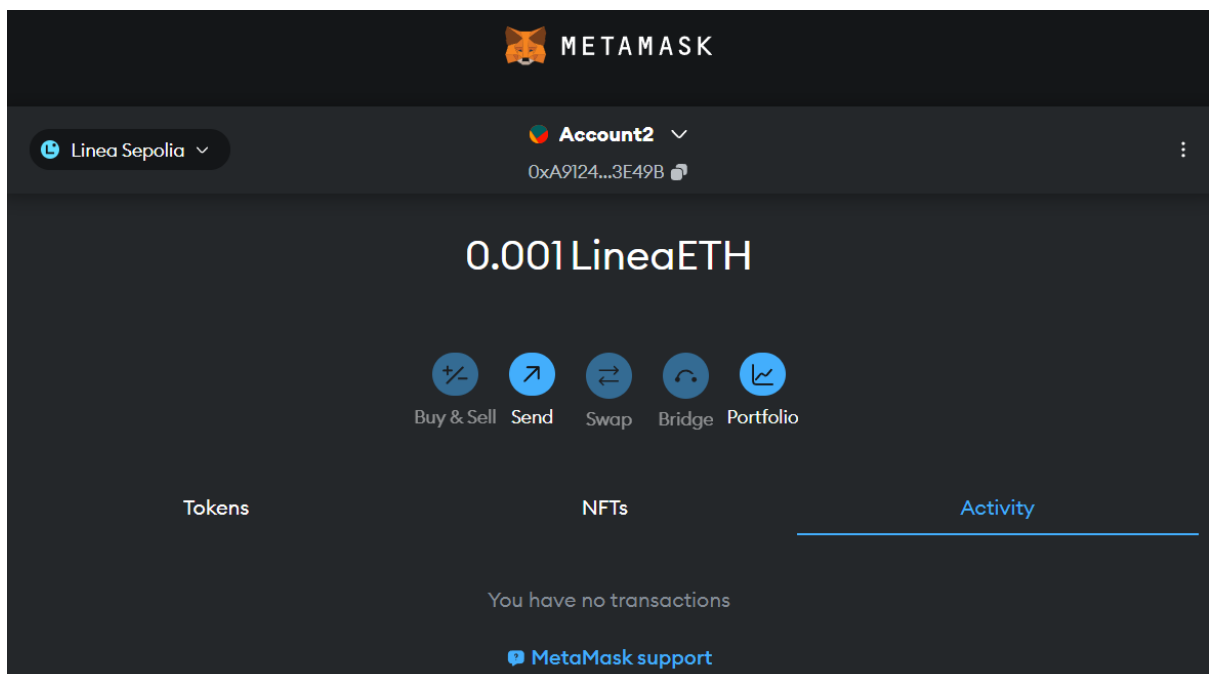 METAMASK
Linea Sepolia
Account2
0xA9124...3E49B
0.001 LineaETH
Buy & Sell Send Swap Bridge Portfolio
Tokens NFTs Activity
You have no transactions
MetaMask support